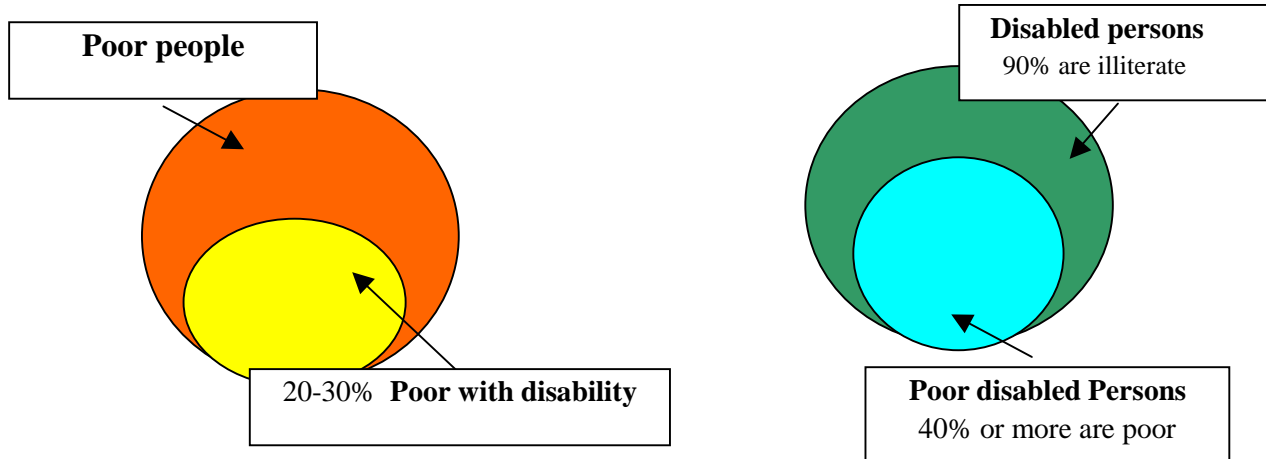 Poor people
20-30% Poor with disability
Disabled persons
90% are illiterate
Poor disabled Persons
40% or more are poor